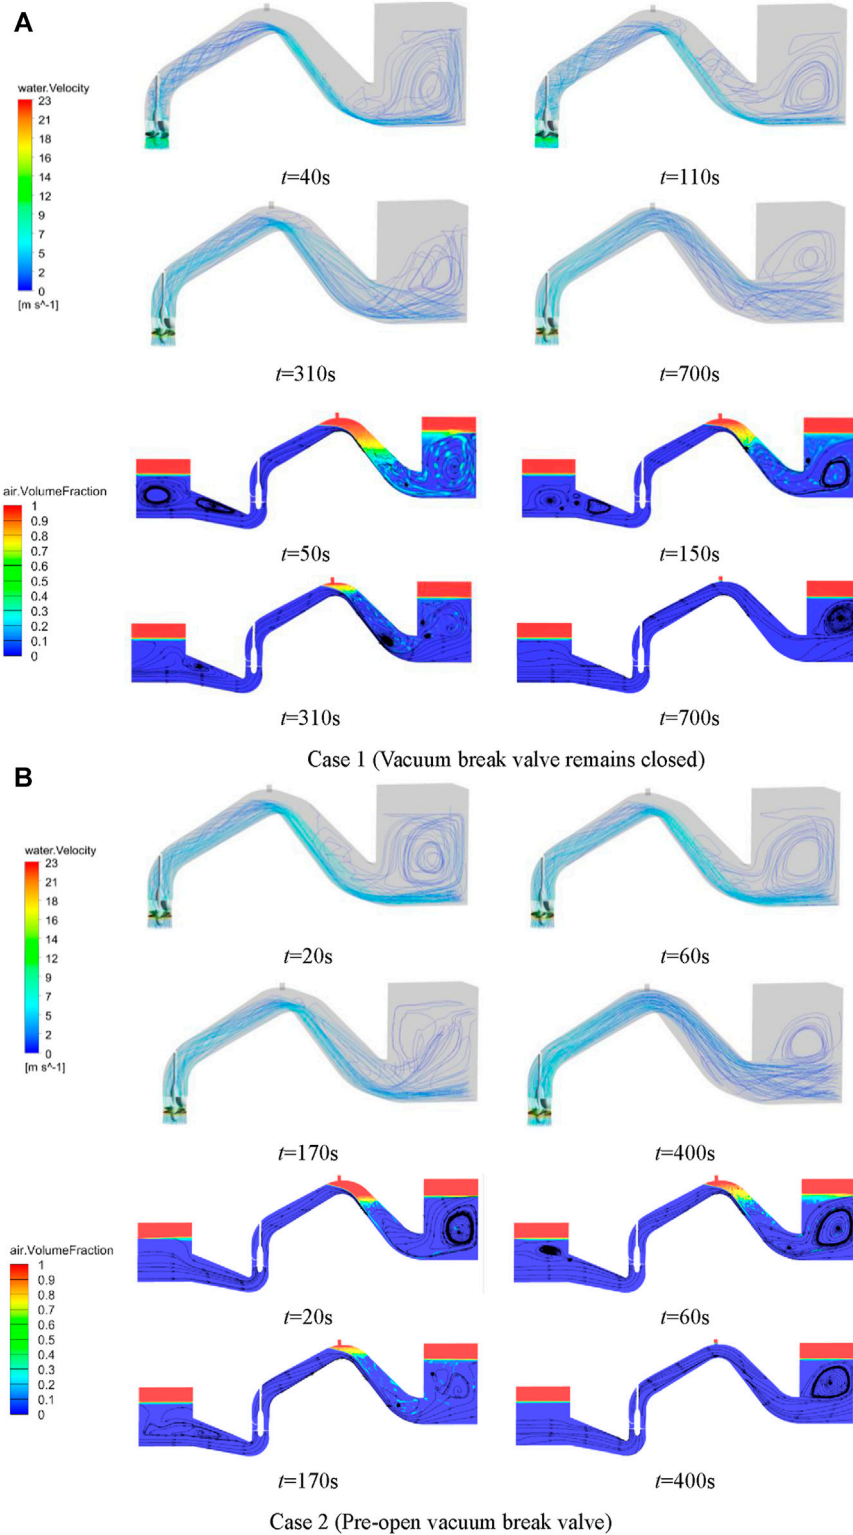 A
water.Velocity
23
21
18
16
14
12
9
7
5
2
0
[m s^-1]
t=40s
t=110s
t=310s
t=700s
air.VolumeFraction
1
0.9
0.8
0.7
0.6
0.5
0.4
0.3
0.2
0.1
0
t=50s
t=150s
t=310s
t=700s
Case 1 (Vacuum break valve remains closed)
B
water.Velocity
23
21
18
16
14
12
9
7
5
2
0
[m s^-1]
t=20s
t=60s
t=170s
t=400s
air.VolumeFraction
1
0.9
0.8
0.7
0.6
0.5
0.4
0.3
0.2
0.1
0
t=20s
t=60s
t=170s
t=400s
Case 2 (Pre-open vacuum break valve)